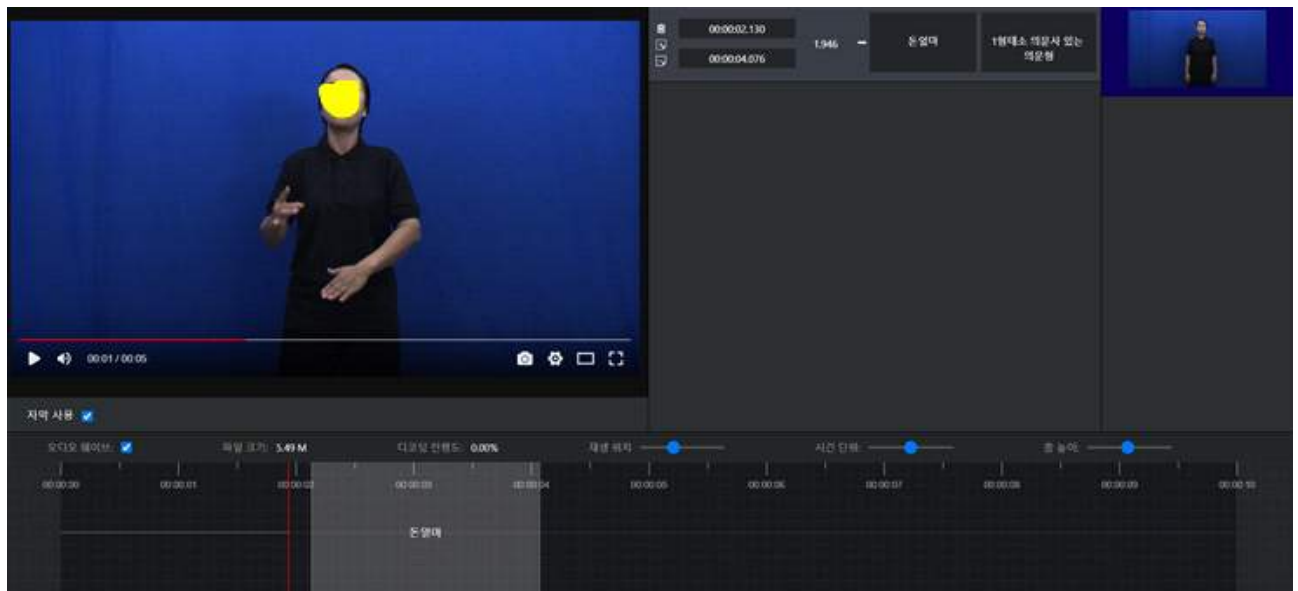 00:00:02.130
00:00:04.076
1.946
돈얼마
1형태소 의문사 있는
의문형
00:01 / 00:05
자막 사용
오디오 웨이브:
파일 크기: 5.49 M
디코딩 진행도: 0.00%
재생 위치:
시간 단위:
줌 높이:
00:00:00
00:00:01
00:00:02
00:00:03
00:00:04
00:00:05
00:00:06
00:00:07
00:00:08
00:00:09
00:00:10
돈얼마